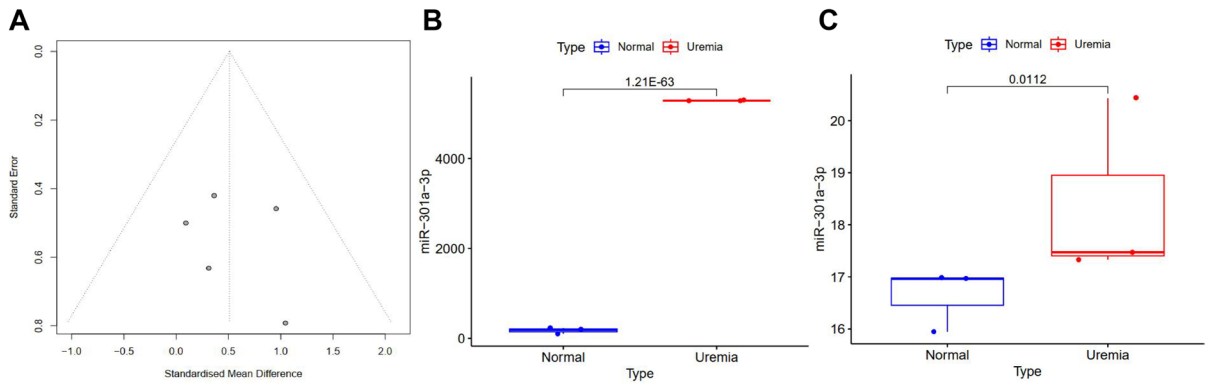 A
0.0
0.2
0.4
0.6
0.8
Standard Error
−1.0 −0.5 0.0 0.5 1.0 1.5 2.0
Standardised Mean Difference
B
Type Normal Uremia
1.21E-63
4000
2000
0
miR−301a−3p
Normal Uremia
Type
C
Type Normal Uremia
0.0112
20
19
18
17
16
miR−301a−3p
Normal Uremia
Type